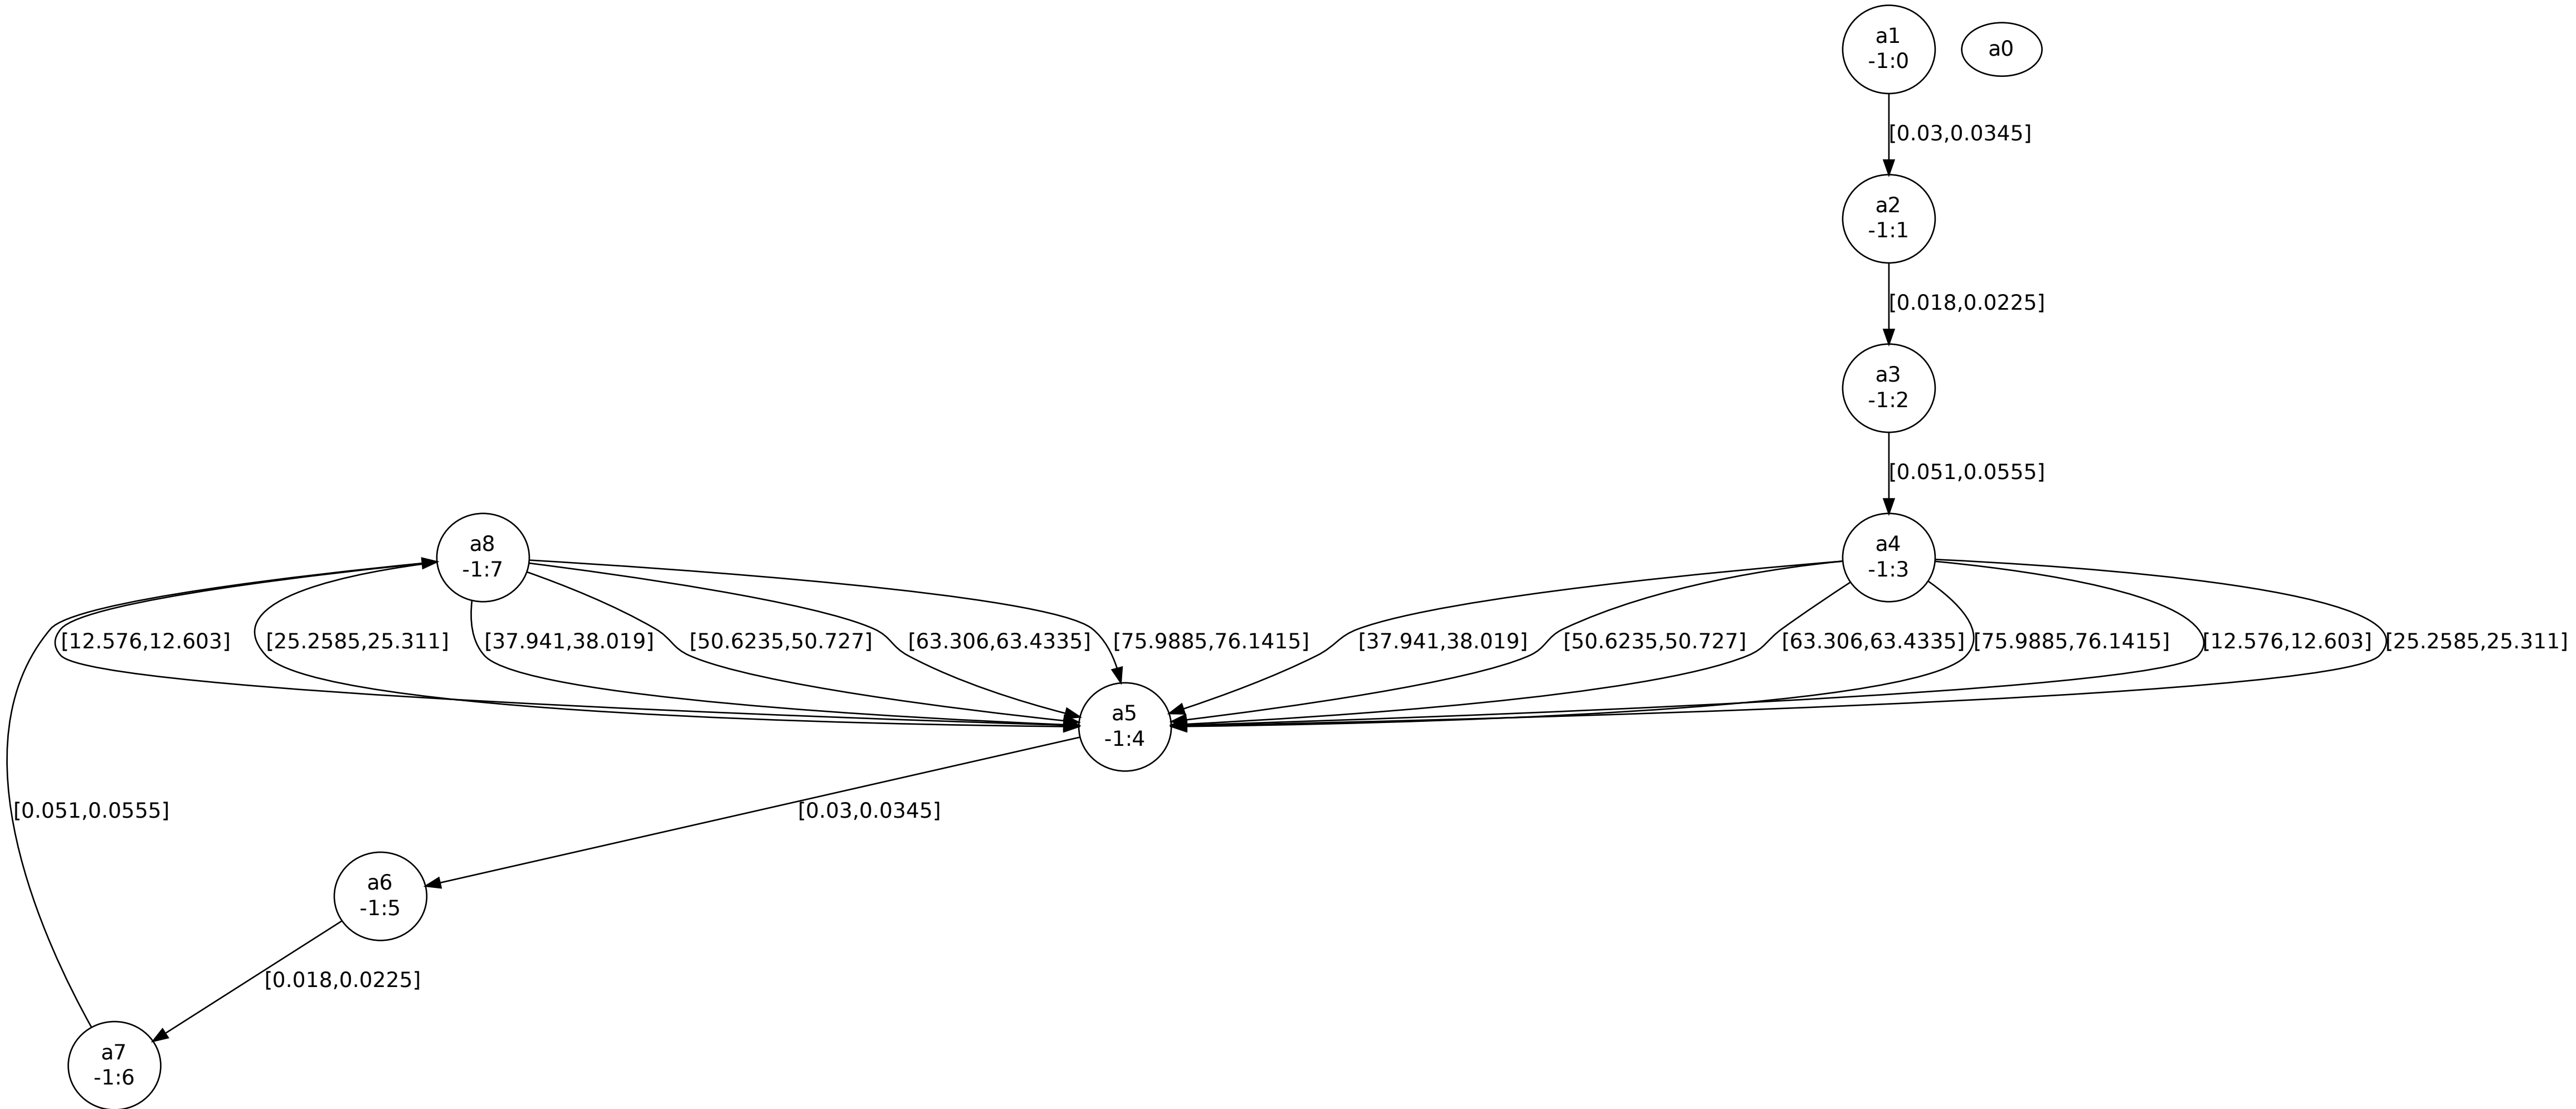 a1
-1:0
a0
[0.03,0.0345]
a2
-1:1
[0.018,0.0225]
a3
-1:2
[0.051,0.0555]
a8
-1:7
a4
-1:3
[12.576,12.603]
[25.2585,25.311]
[37.941,38.019]
[50.6235,50.727]
[63.306,63.4335]
[75.9885,76.1415]
[37.941,38.019]
[50.6235,50.727]
[63.306,63.4335]
[75.9885,76.1415]
[12.576,12.603]
[25.2585,25.311]
a5
-1:4
[0.051,0.0555]
[0.03,0.0345]
a6
-1:5
[0.018,0.0225]
a7
-1:6